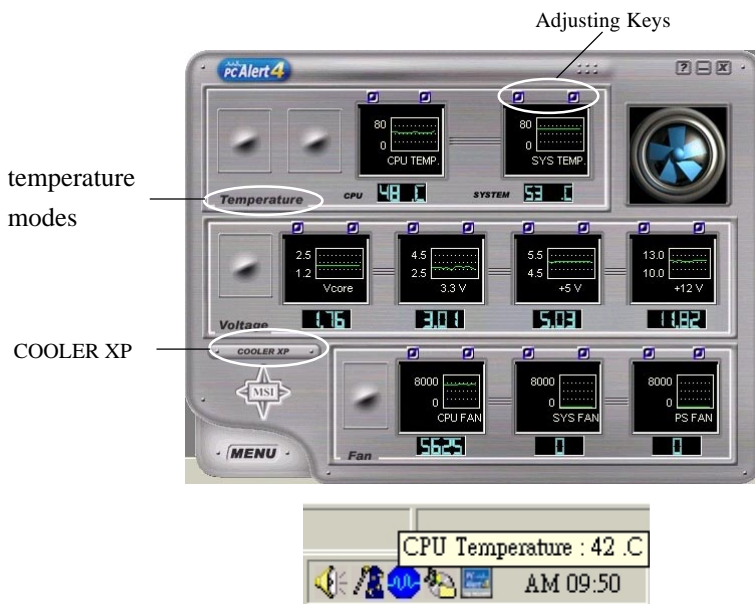 Adjusting Keys
PC Alert 4
?
X
80
0
CPU TEMP.
80
0
SYS TEMP.
temperature
modes
Temperature
CPU 48 .C
SYSTEM 53 .C
2.5
1.2
Vcore
4.5
2.5
3.3 V
5.5
4.5
+5 V
13.0
10.0
+12 V
Voltage
1.76
3.01
5.03
11.82
COOLER XP
COOLER XP
MSI
8000
0
CPU FAN
8000
0
SYS FAN
8000
0
PS FAN
MENU
Fan
5625
0
0
CPU Temperature : 42 .C
AM 09:50